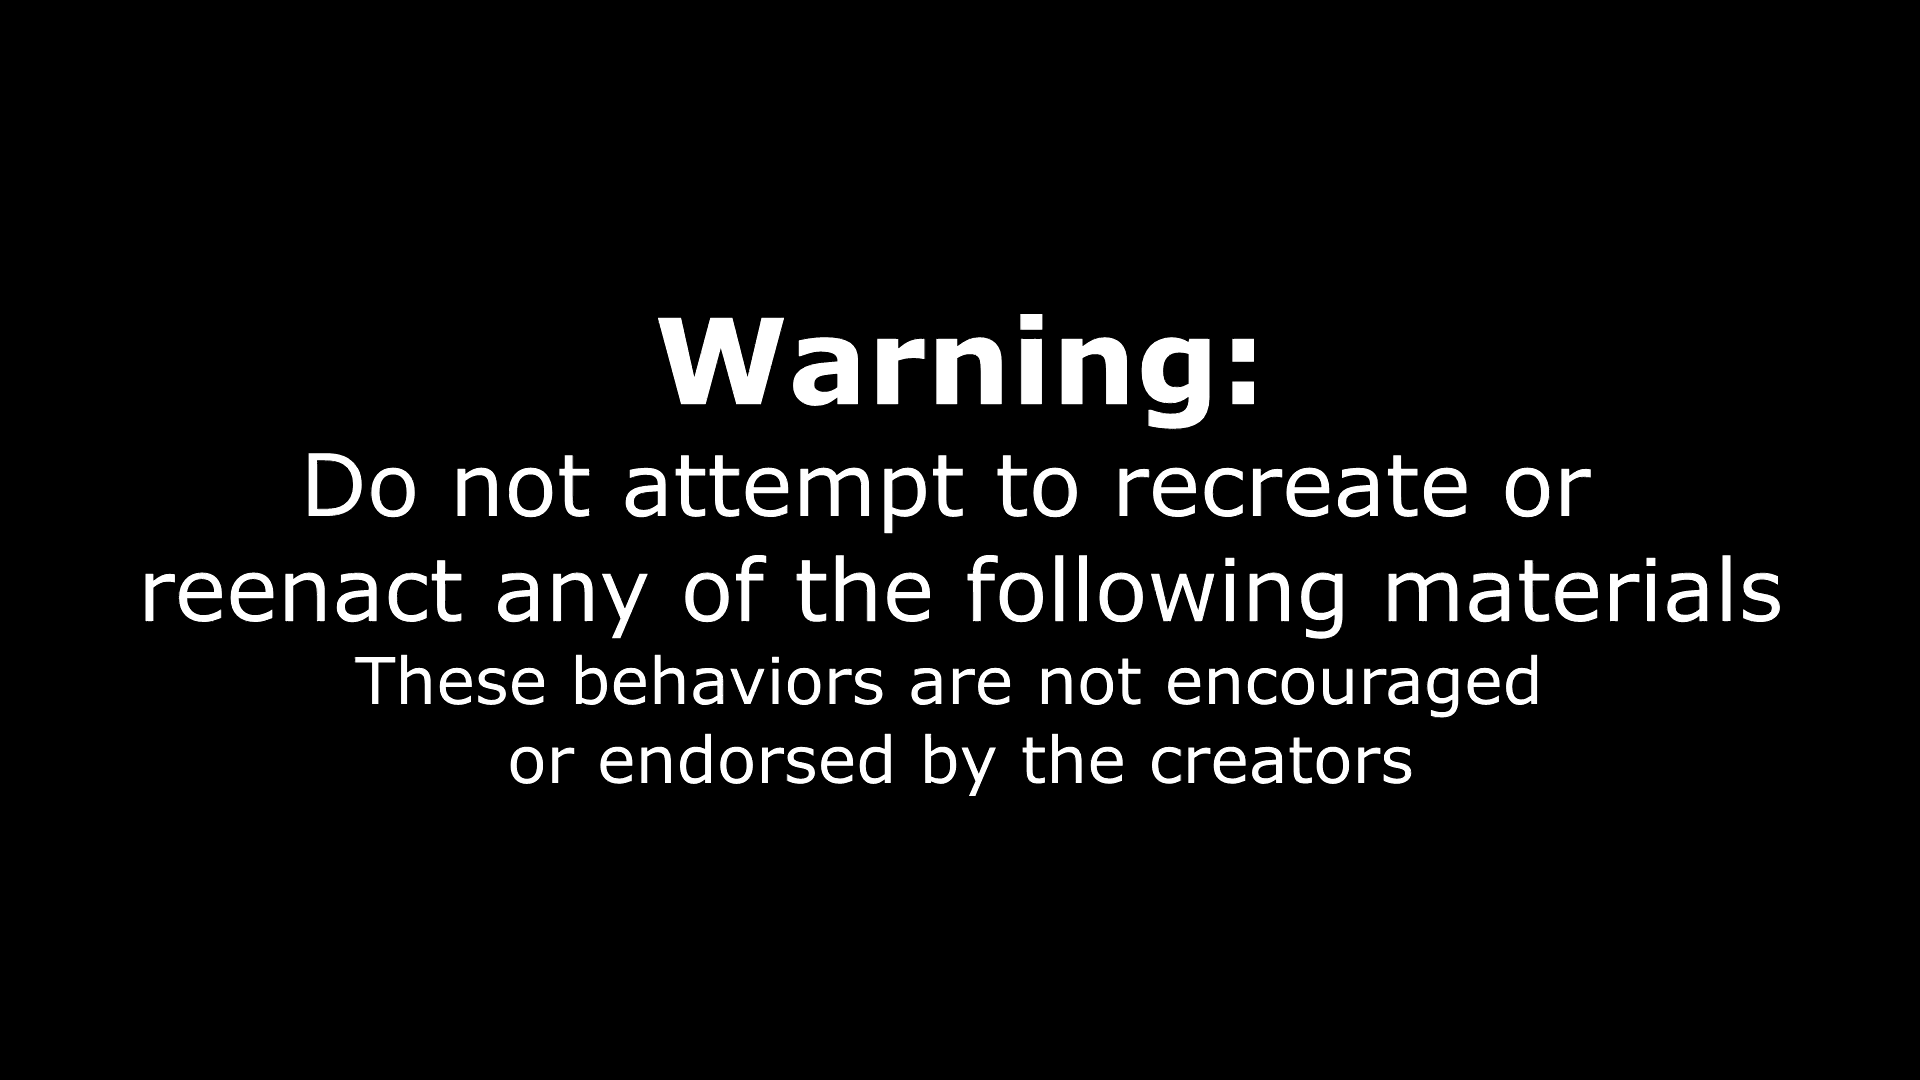 Warning:
Do not attempt to recreate or
reenact any of the following materials
These behaviors are not encouraged
or endorsed by the creators